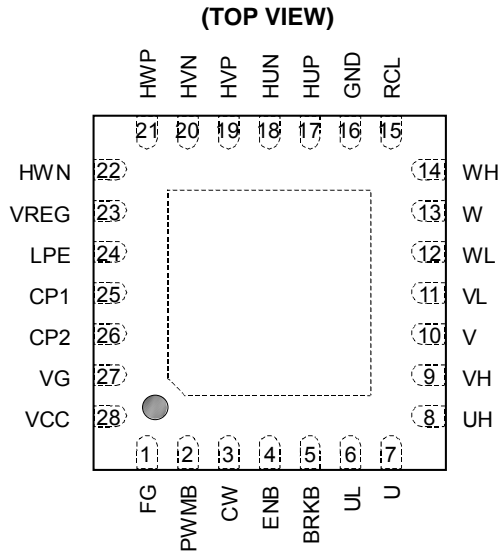 (TOP VIEW)
HWP HVN HVP HUN HUP GND RCL
21 20 19 18 17 16 15
HWN 22 14 WH
VREG 23 13 W
LPE 24 12 WL
CP1 25 11 VL
CP2 26 10 V
VG 27 9 VH
VCC 28 8 UH
1 2 3 4 5 6 7
FG PWMB CW ENB BRKB UL U